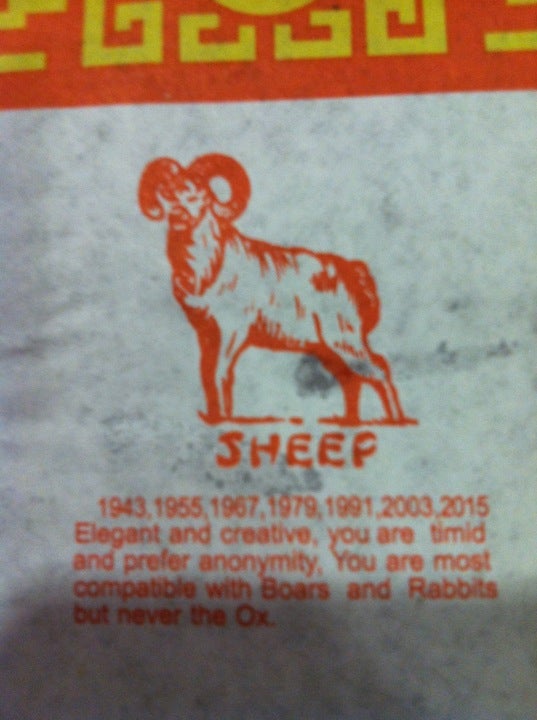 SHEEP
1943,1955,1967,1979,1991,2003,2015
Elegant and creative, you are timid
and prefer anonymity, You are most
compatible with Boars and Rabbits
but never the Ox.